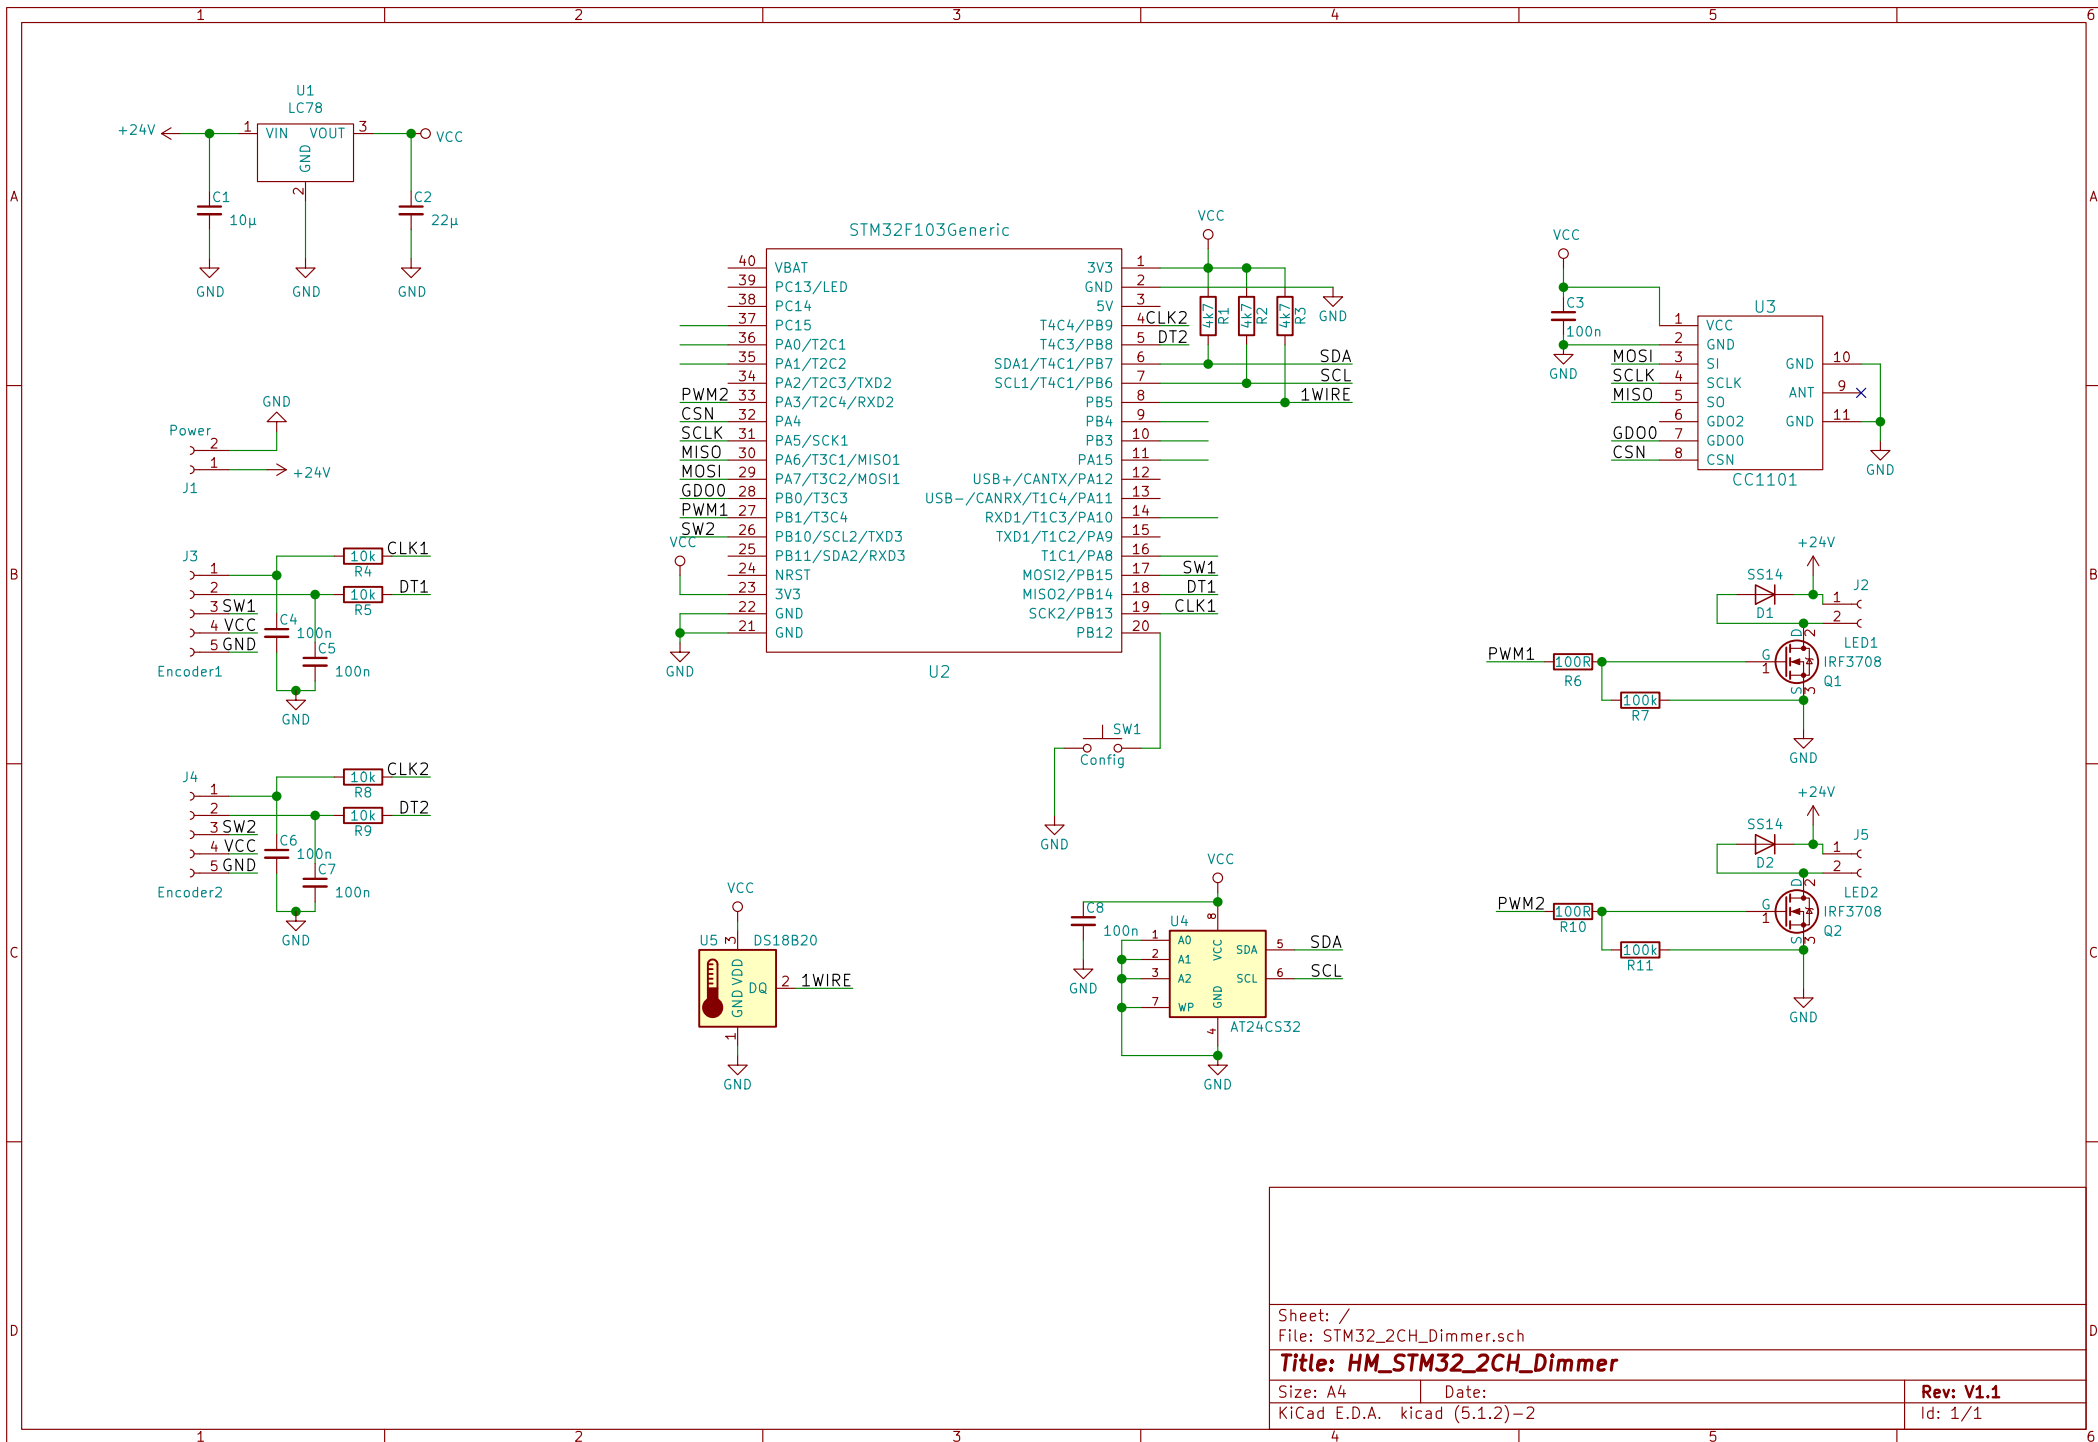 1 2 3 4 5 6
A
B
C
D
A
B
C
D
1 2 3 4 5 6
U1
LC78
+24V
1 VIN VOUT 3
GND
2
VCC
C1
10µ
C2
22µ
GND
GND
GND
GND
Power
2
1
+24V
J1
J3
1
2
3 SW1
4 VCC
5 GND
Encoder1
10k
R4
CLK1
10k
R5
DT1
C4
100n
C5
100n
GND
J4
1
2
3 SW2
4 VCC
5 GND
Encoder2
10k
R8
CLK2
10k
R9
DT2
C6
100n
C7
100n
GND
STM32F103Generic
40 VBAT
39 PC13/LED
38 PC14
37 PC15
36 PA0/T2C1
35 PA1/T2C2
34 PA2/T2C3/TXD2
PWM2 33 PA3/T2C4/RXD2
CSN 32 PA4
SCLK 31 PA5/SCK1
MISO 30 PA6/T3C1/MISO1
MOSI 29 PA7/T3C2/MOSI1
GDO0 28 PB0/T3C3
PWM1 27 PB1/T3C4
SW2 26 PB10/SCL2/TXD3
VCC
25 PB11/SDA2/RXD3
24 NRST
23 3V3
22 GND
21 GND
GND
3V3 1
GND 2
5V 3
T4C4/PB9 4 CLK2
T4C3/PB8 5 DT2
SDA1/T4C1/PB7 6 SDA
SCL1/T4C1/PB6 7 SCL
PB5 8 1WIRE
PB4 9
PB3 10
PA15 11
USB+/CANTX/PA12 12
USB-/CANRX/T1C4/PA11 13
RXD1/T1C3/PA10 14
TXD1/T1C2/PA9 15
T1C1/PA8 16
MOSI2/PB15 17 SW1
MISO2/PB14 18 DT1
SCK2/PB13 19 CLK1
PB12 20
U2
VCC
4k7 R1
4k7 R2
4k7 R3
GND
SW1
Config
GND
VCC
U5
3
DS18B20
GND VDD
DQ
2 1WIRE
1
GND
VCC
C8
100n
GND
U4
8
1 A0
2 A1
3 A2
7 WP
VCC
GND
SDA 5 SDA
SCL 6 SCL
4
AT24CS32
GND
VCC
C3
100n
GND
U3
1 VCC
2 GND
MOSI 3 SI
SCLK 4 SCLK
MISO 5 SO
6 GDO2
GDO0 7 GDO0
CSN 8 CSN
GND 10
ANT 9
GND 11
CC1101
GND
+24V
SS14
D1
J2
1
2
LED1
PWM1
100R
R6
100k
R7
G
1
D
2
S
3
IRF3708
Q1
GND
+24V
SS14
D2
J5
1
2
LED2
PWM2
100R
R10
100k
R11
G
1
D
2
S
3
IRF3708
Q2
GND
Sheet: /
File: STM32_2CH_Dimmer.sch
Title: HM_STM32_2CH_Dimmer
Size: A4 Date: Rev: V1.1
KiCad E.D.A. kicad (5.1.2)-2 Id: 1/1